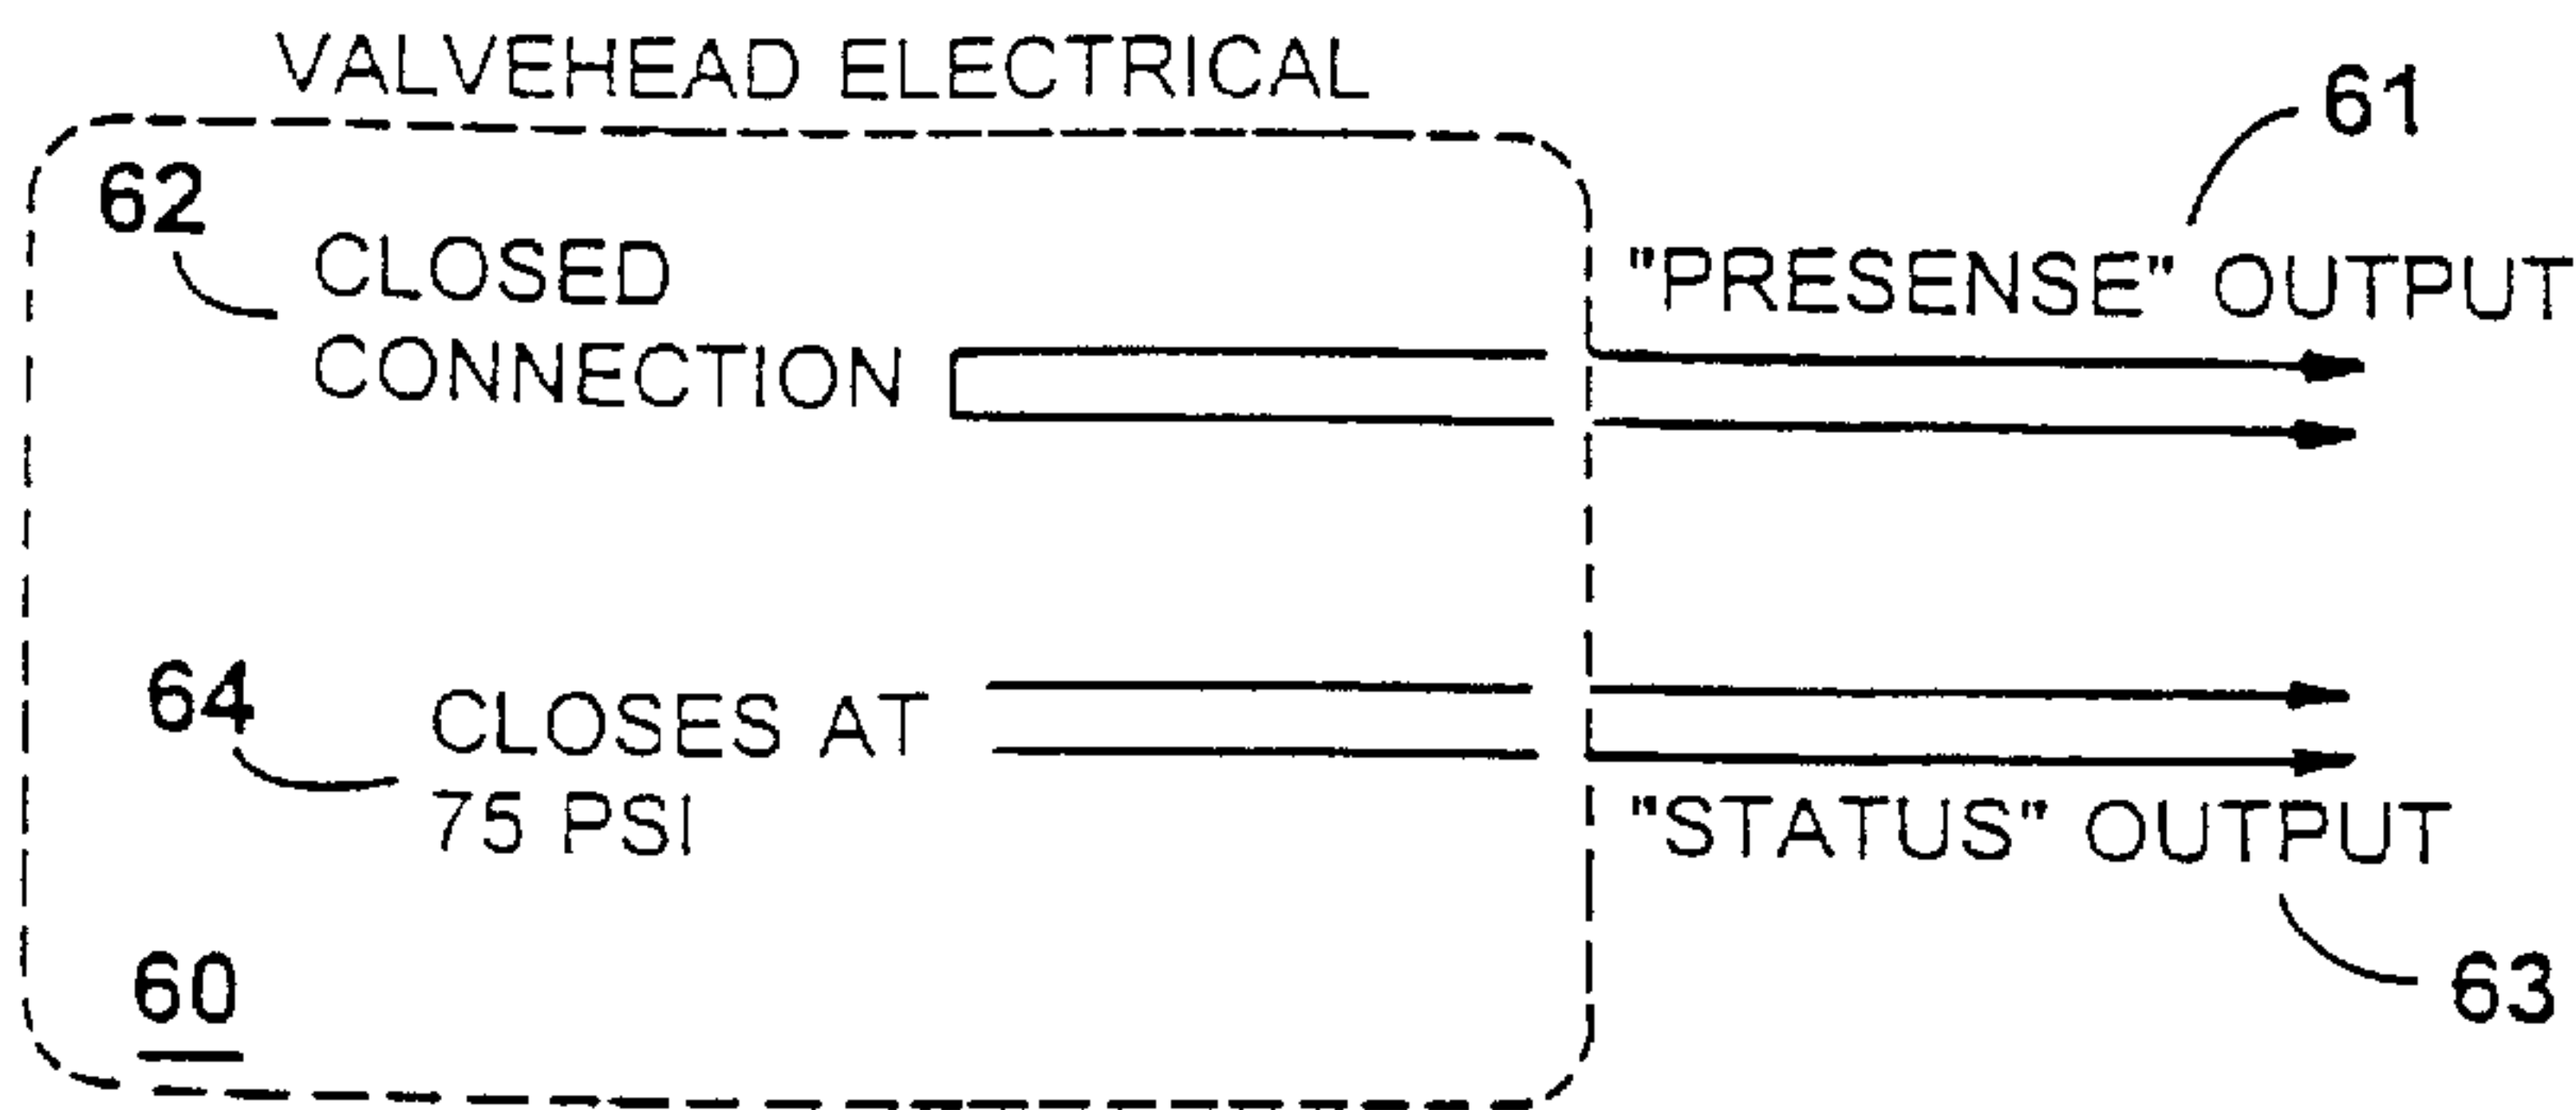 VALVEHEAD ELECTRICAL
61
62
CLOSED
CONNECTION
"PRESENSE" OUTPUT
64
CLOSES AT
75 PSI
"STATUS" OUTPUT
60
63